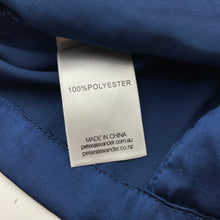 100%POLYESTER
MADE IN CHINA
peteralexander.com.au
peteralexander.co.nz